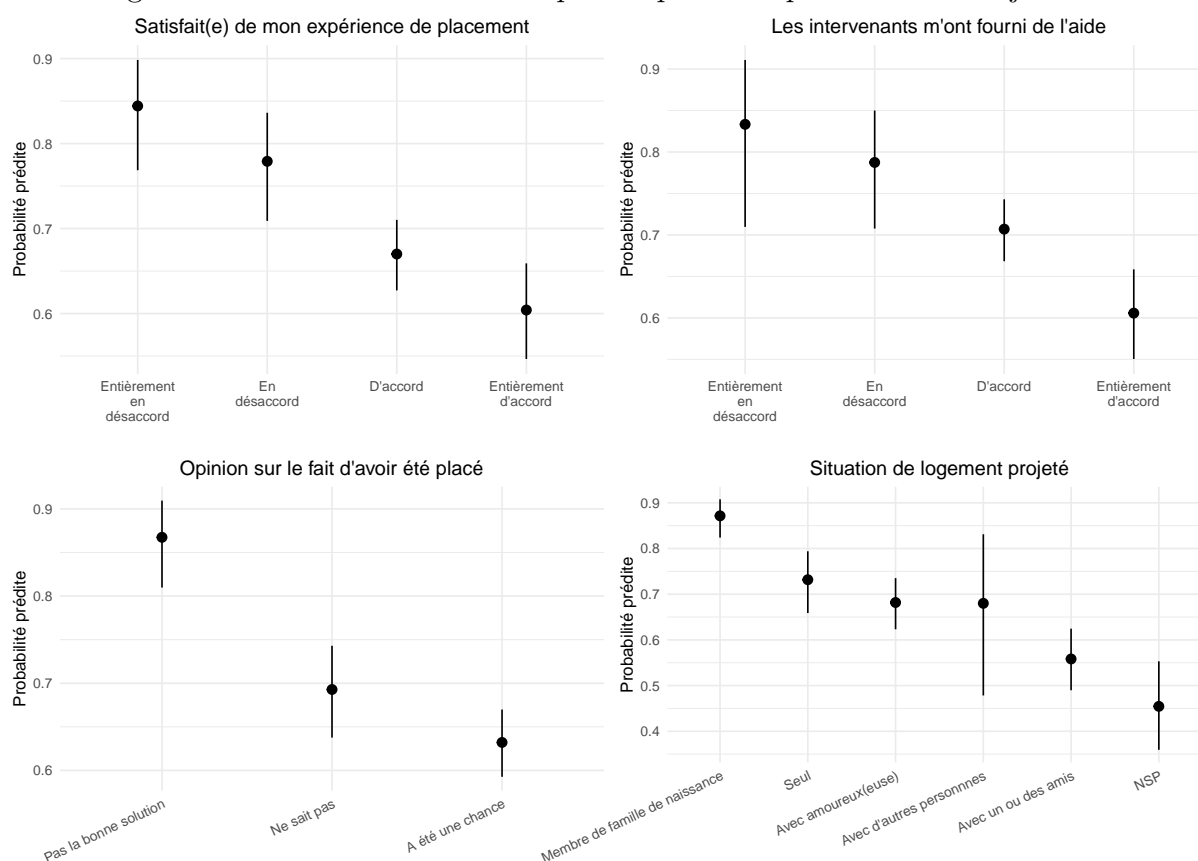 Satisfait(e) de mon expérience de placement
Probabilité prédite
0.9
0.8
0.7
0.6
Entièrement
en
désaccord
En
désaccord
D'accord
Entièrement
d'accord
Les intervenants m'ont fourni de l'aide
Probabilité prédite
0.9
0.8
0.7
0.6
Entièrement
en
désaccord
En
désaccord
D'accord
Entièrement
d'accord
Opinion sur le fait d'avoir été placé
Probabilité prédite
0.9
0.8
0.7
0.6
Pas la bonne solution
Ne sait pas
A été une chance
Situation de logement projeté
Probabilité prédite
0.9
0.8
0.7
0.6
0.5
0.4
Membre de famille de naissance
Seul
Avec amoureux(euse)
Avec d'autres personnnes
Avec un ou des amis
NSP